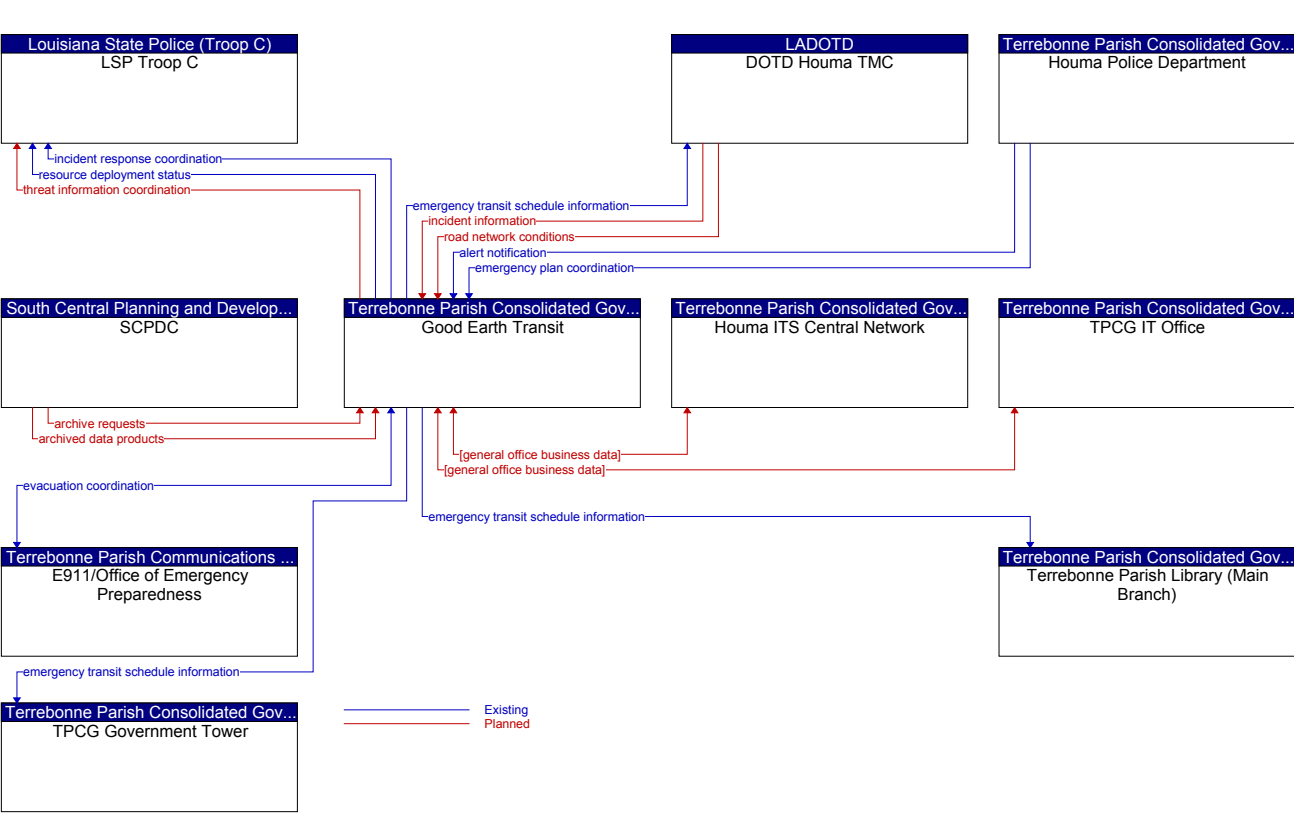 Louisiana State Police (Troop C)
LSP Troop C
LADOTD
DOTD Houma TMC
Terrebonne Parish Consolidated Gov...
Houma Police Department
incident response coordination
resource deployment status
threat information coordination
emergency transit schedule information
incident information
road network conditions
alert notification
emergency plan coordination
South Central Planning and Develop...
SCPDC
Terrebonne Parish Consolidated Gov...
Good Earth Transit
Terrebonne Parish Consolidated Gov...
Houma ITS Central Network
Terrebonne Parish Consolidated Gov...
TPCG IT Office
archive requests
archived data products
[general office business data]
[general office business data]
evacuation coordination
emergency transit schedule information
Terrebonne Parish Communications ...
E911/Office of Emergency
Preparedness
Terrebonne Parish Consolidated Gov...
Terrebonne Parish Library (Main
Branch)
emergency transit schedule information
Terrebonne Parish Consolidated Gov...
TPCG Government Tower
Existing
Planned